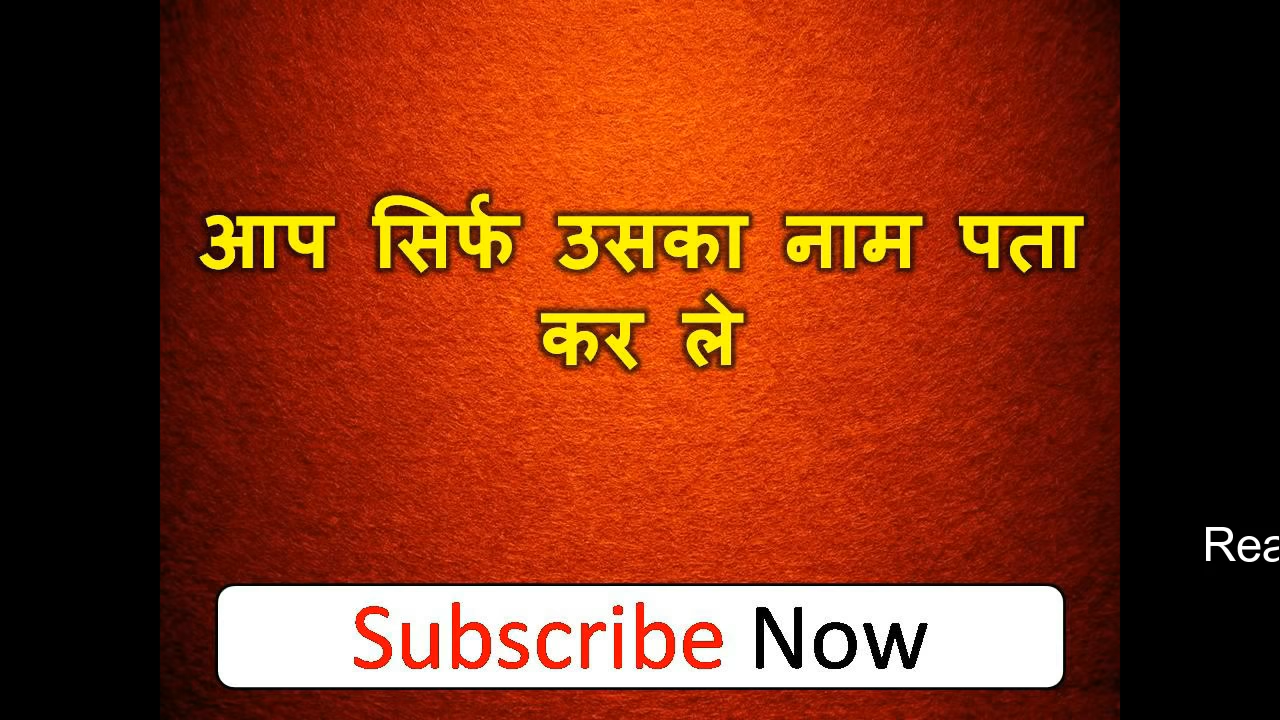 आप सिर्फ उसका नाम पता
कर ले
Rea
Subscribe Now